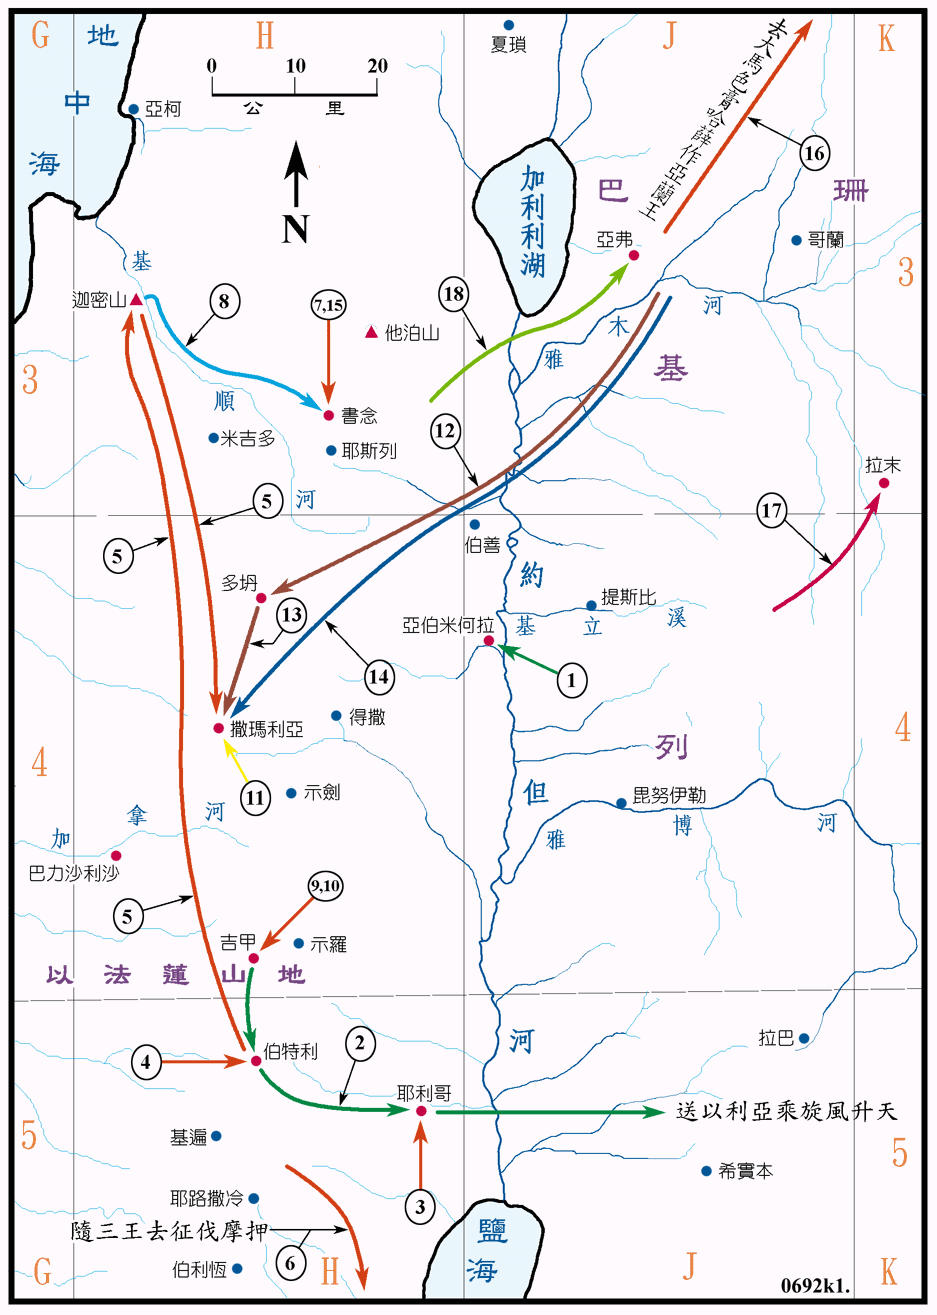 G
H
J
K
地
中
海
夏瑣
0
10
20
公 里
亞柯
去大馬色膏哈薛作亞蘭王
16
加利利湖
巴
珊
N
亞弗
哥蘭
3
基
迦密山
8
7,15
18
他泊山
河
木
雅
基
3
順
書念
米吉多
耶斯列
12
拉末
5
河
17
5
伯善
約
多坍
提斯比
13
亞伯米何拉
基 立 溪
14
1
撒瑪利亞
得撒
列
4
4
11
示劍
但
毘努伊勒
加 拿 河
雅 博 河
巴力沙利沙
9,10
5
吉甲
示羅
以法蓮山地
河
拉巴
2
4
伯特利
耶利哥
送以利亞乘旋風升天
5
基遍
5
希實本
3
耶路撒冷
隨三王去征伐摩押
6
鹽
海
伯利恆
G
H
J
K
0692k1.